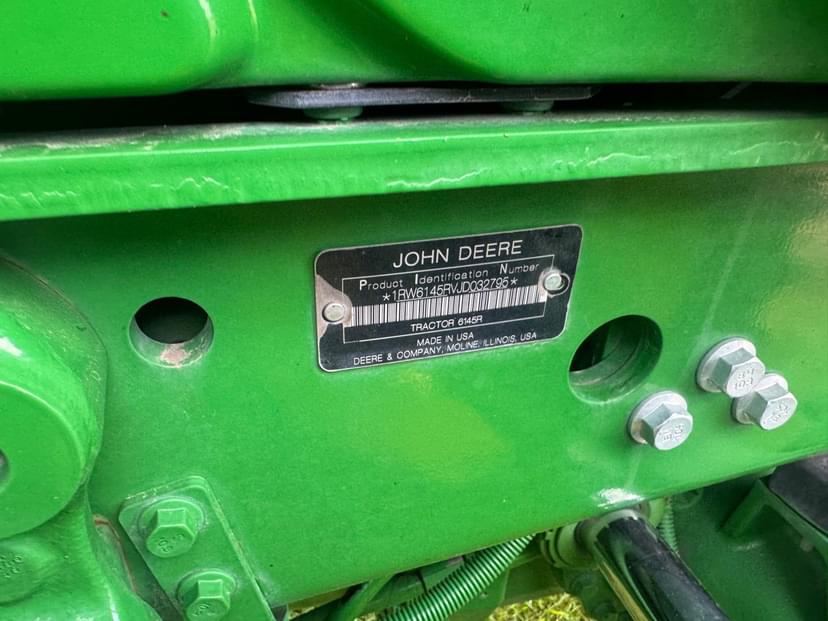 JOHN DEERE
Product Identification Number
*1RW6145RVJD032795*
TRACTOR 6145R
MADE IN USA
DEERE & COMPANY, MOLINE, ILLINOIS, USA